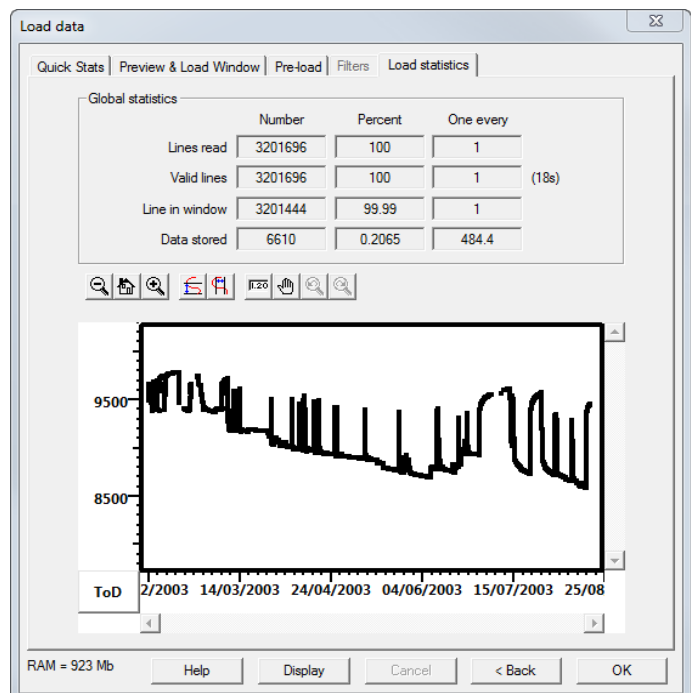 Load data
Quick Stats Preview & Load Window Pre-load Filters Load statistics
Global statistics
Number Percent One every
Lines read 3201696 100 1
Valid lines 3201696 100 1 (18s)
Line in window 3201444 99.99 1
Data stored 6610 0.2065 484.4
1.20
9500
8500
ToD 2/2003 14/03/2003 24/04/2003 04/06/2003 15/07/2003 25/08
RAM = 923 Mb Help Display Cancel < Back OK